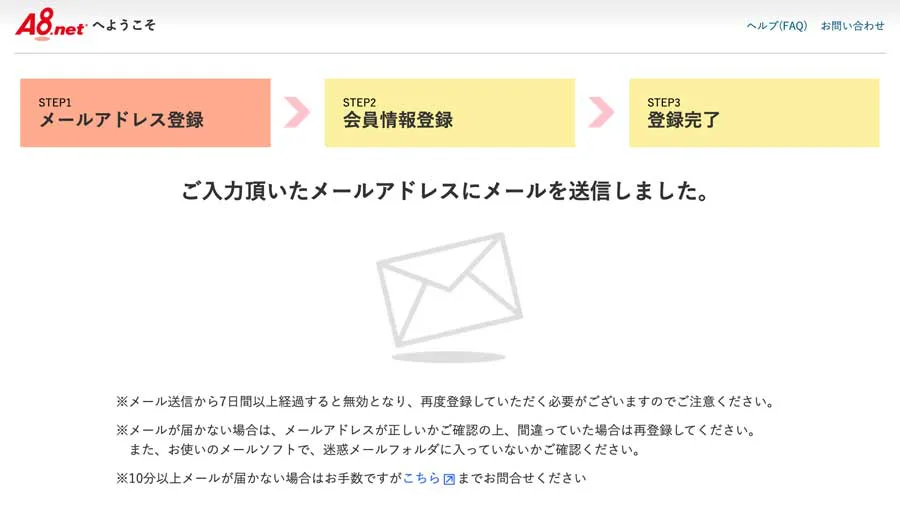 A8.net へようこそ
ヘルプ(FAQ) お問い合わせ
STEP1
メールアドレス登録
STEP2
会員情報登録
STEP3
登録完了
ご入力頂いたメールアドレスにメールを送信しました。
※メール送信から7日間以上経過すると無効となり、再度登録していただく必要がございますのでご注意ください。
※メールが届かない場合は、メールアドレスが正しいかご確認の上、間違っていた場合は再登録してください。
また、お使いのメールソフトで、迷惑メールフォルダに入っていないかご確認ください。
※10分以上メールが届かない場合はお手数ですがこちらまでお問合せください